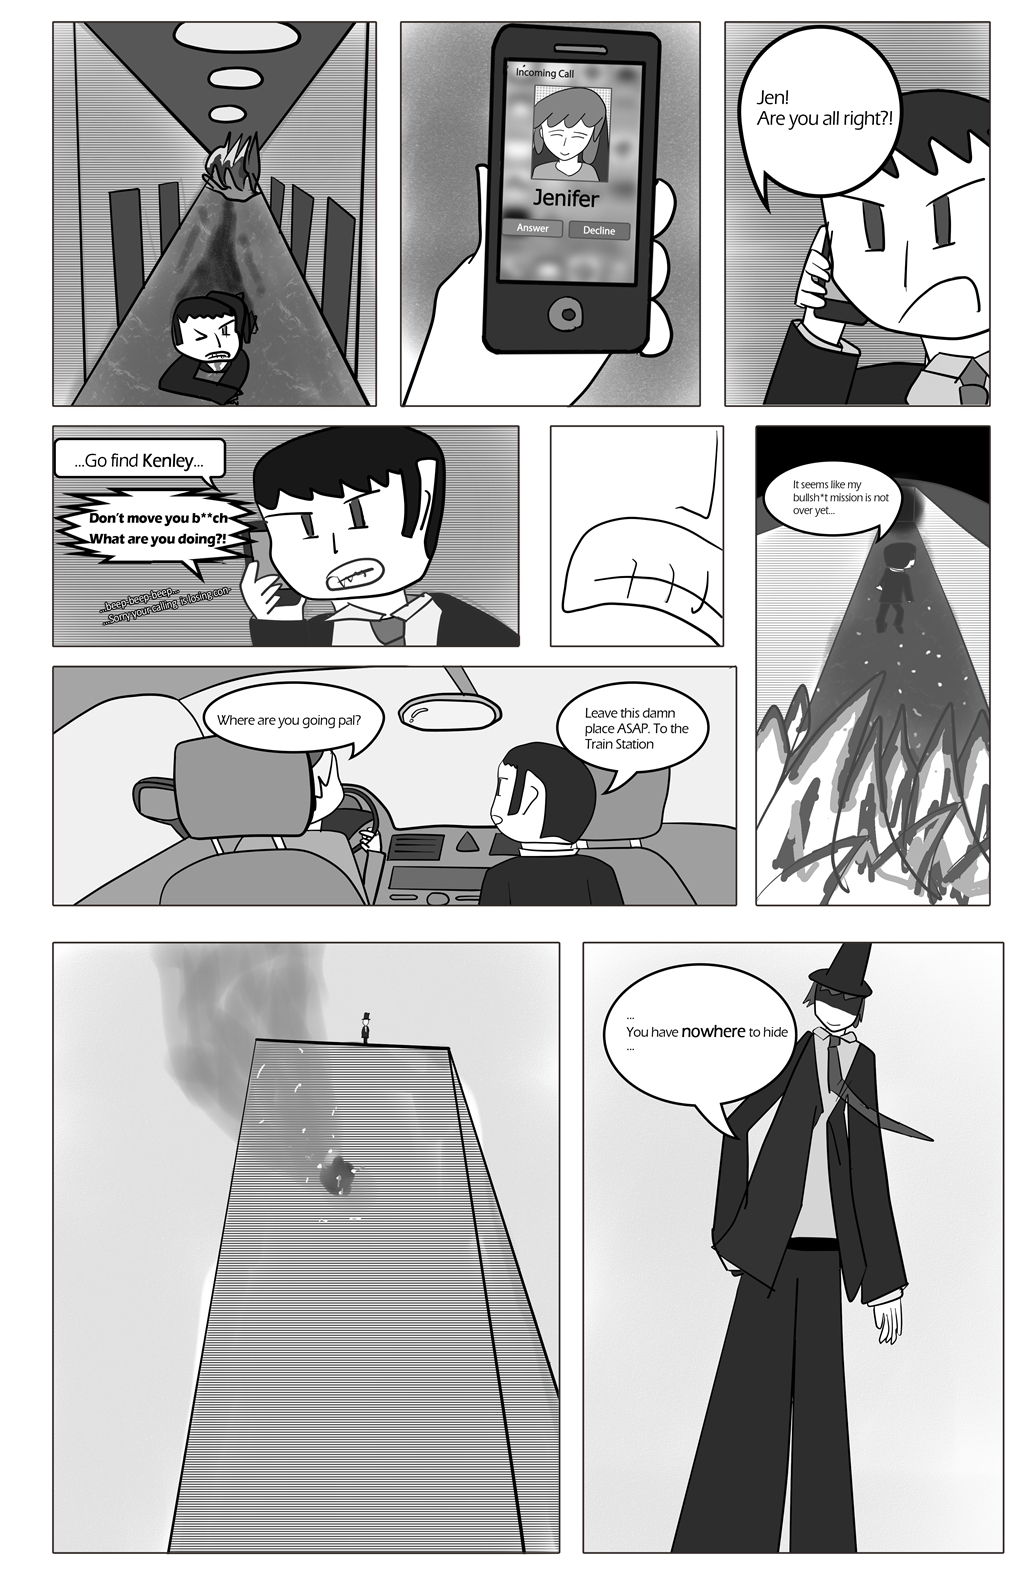 Incoming Call
Jenifer
Answer
Decline
Jen!
Are you all right?!
...Go find Kenley...
Don't move you b**ch
What are you doing?!
...beep-beep-beep...
...Sorry your calling is losing con-
It seems like my
bullsh*t mission is not
over yet...
Where are you going pal?
Leave this damn
place ASAP. To the
Train Station
...
You have nowhere to hide
...